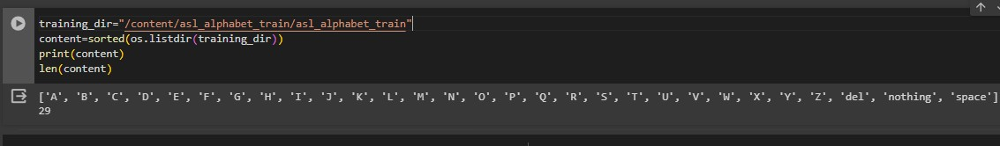 training_dir="/content/asl_alphabet_train/asl_alphabet_train"
content=sorted(os.listdir(training_dir))
print(content)
len(content)
['A', 'B', 'C', 'D', 'E', 'F', 'G', 'H', 'I', 'J', 'K', 'L', 'M', 'N', 'O', 'P', 'Q', 'R', 'S', 'T', 'U', 'V', 'W', 'X', 'Y', 'Z', 'del', 'nothing', 'space']
29